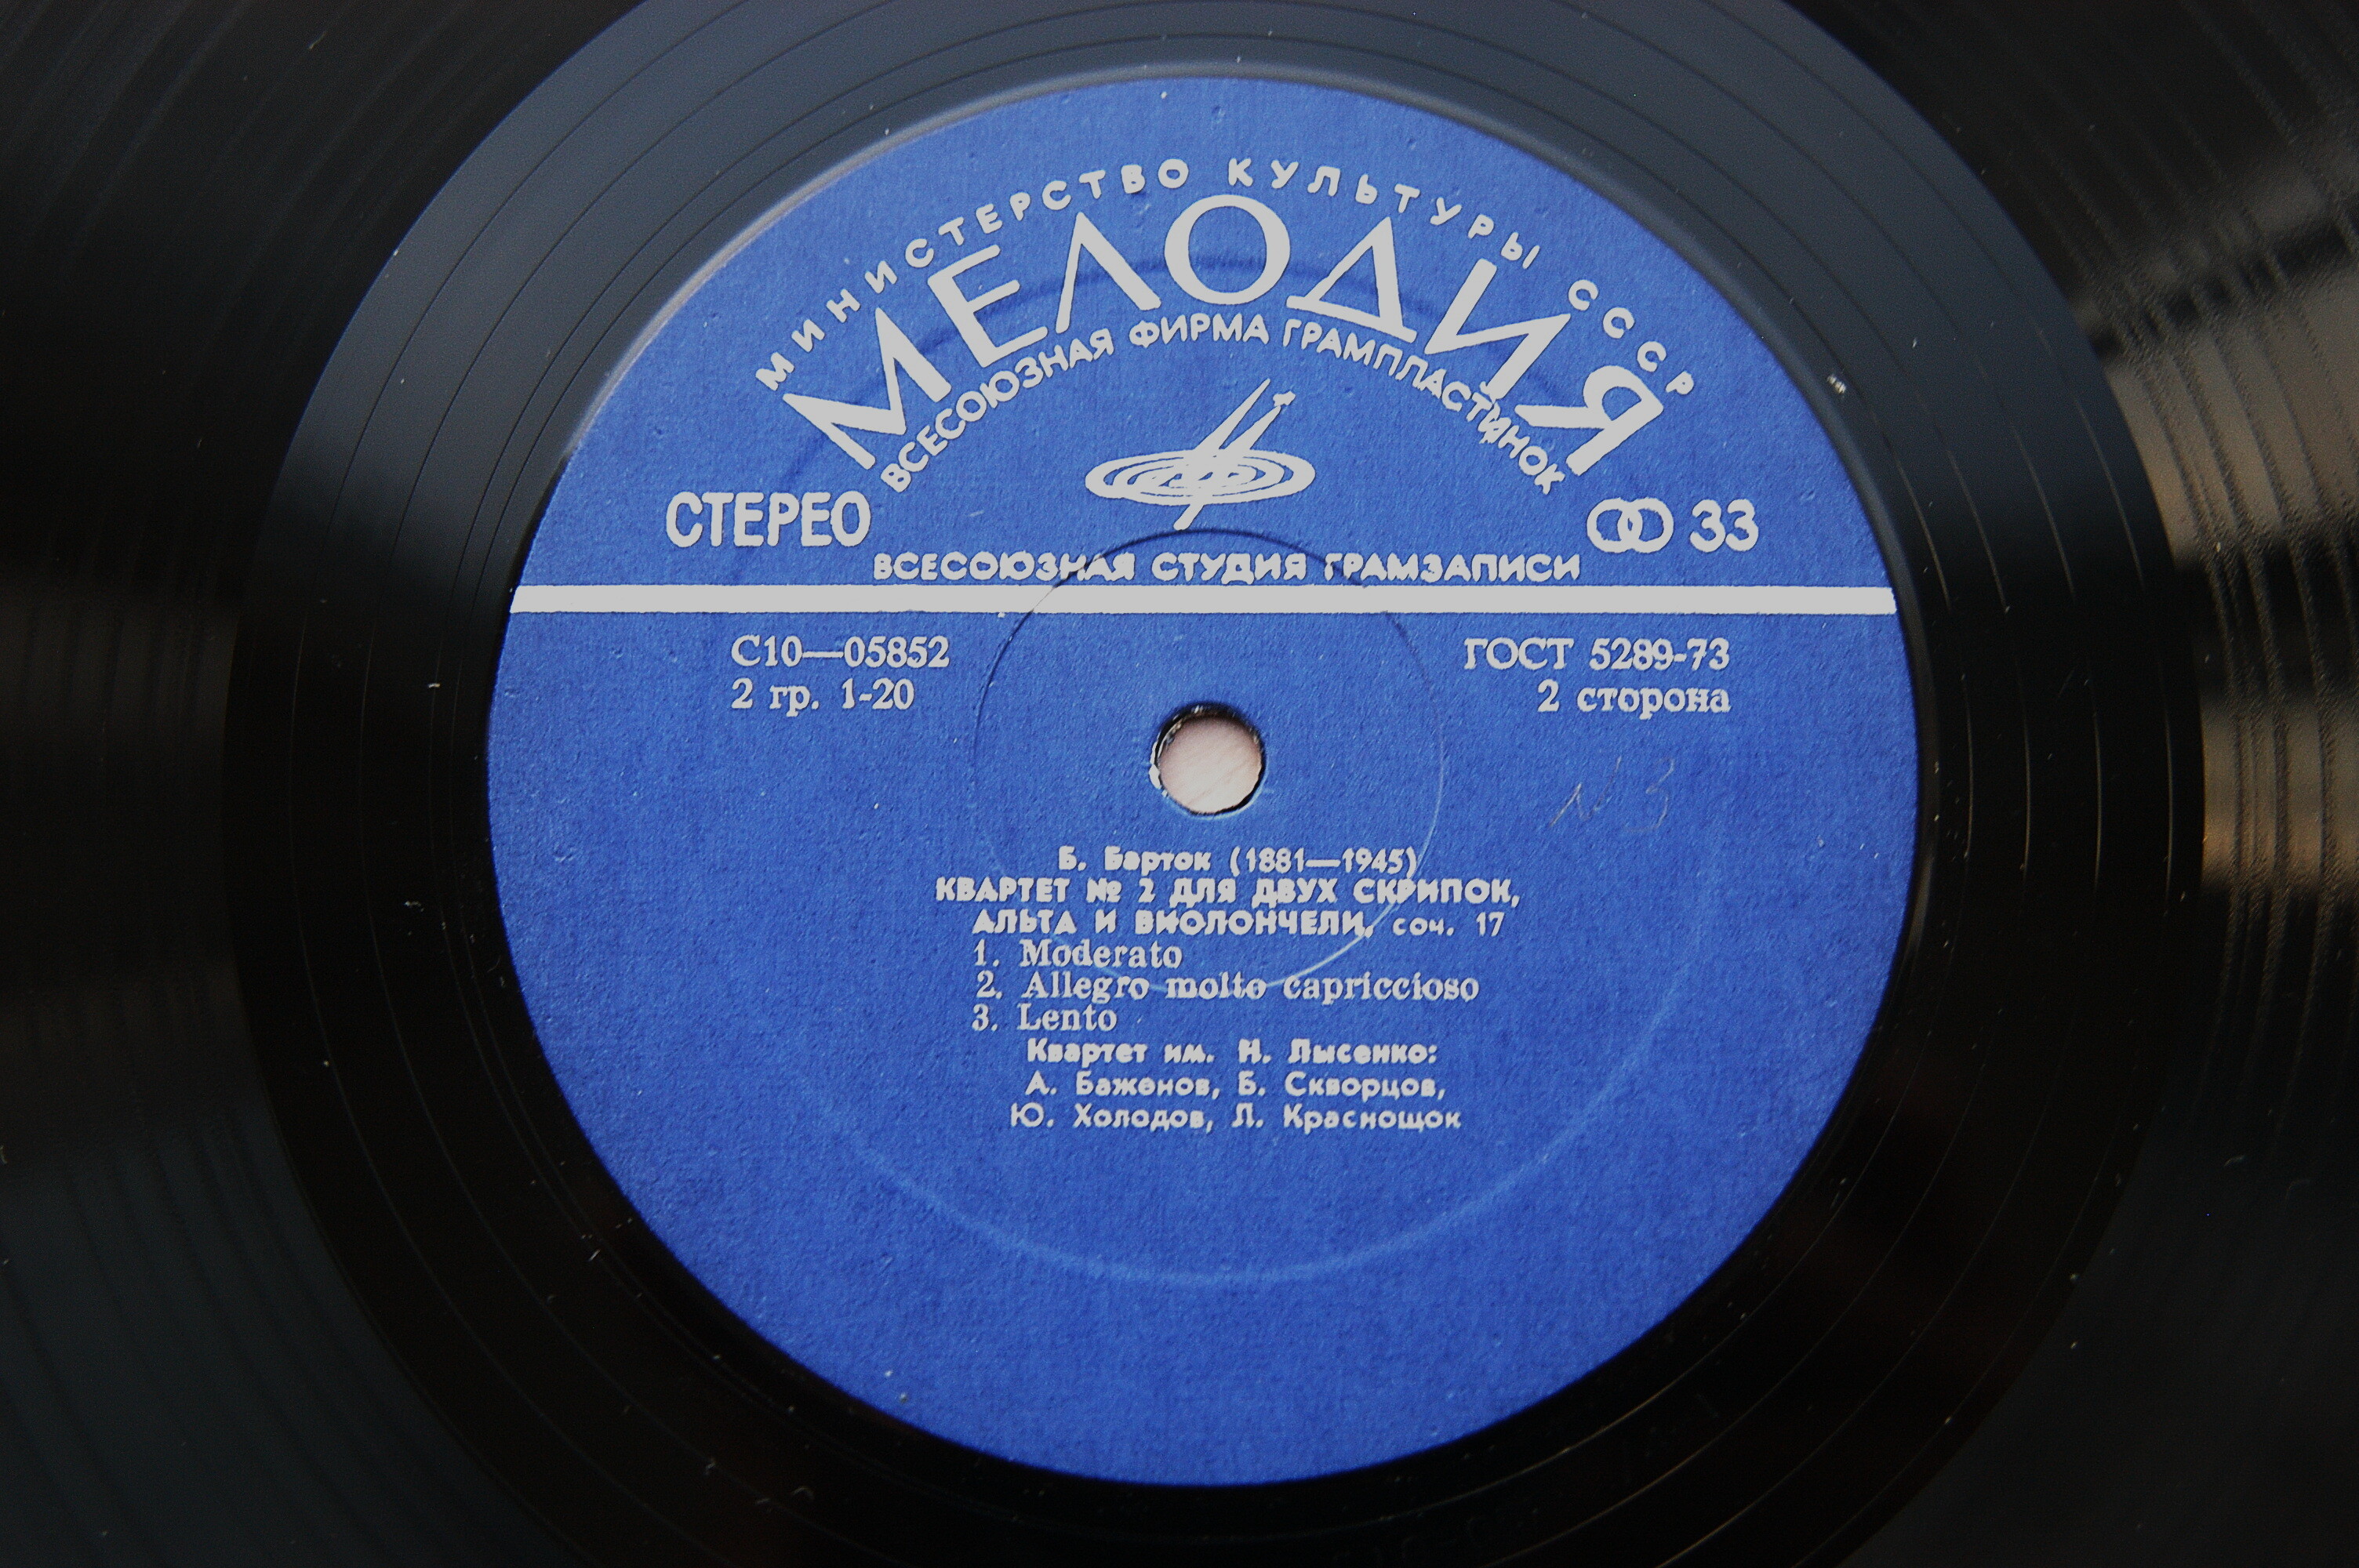 МИНИСТЕРСТВО КУЛЬТУРЫ СССР
МЕЛОДИЯ
ВСЕСОЮЗНАЯ ФИРМА ГРАМПЛАСТИНОК
СТЕРЕО
33
ВСЕСОЮЗНАЯ СТУДИЯ ГРАМЗАПИСИ
С10—05852
ГОСТ 5289-73
2 гр. 1-20
2 сторона
N 3
Б. Барток (1881—1945)
КВАРТЕТ № 2 ДЛЯ ДВУХ СКРИПОК,
АЛЬТА И ВИОЛОНЧЕЛИ, соч. 17
1. Moderato
2. Allegro molto capriccioso
3. Lento
Квартет им. Н. Лысенко:
А. Баженов, Б. Скворцов,
Ю. Холодов, Л. Краснощок